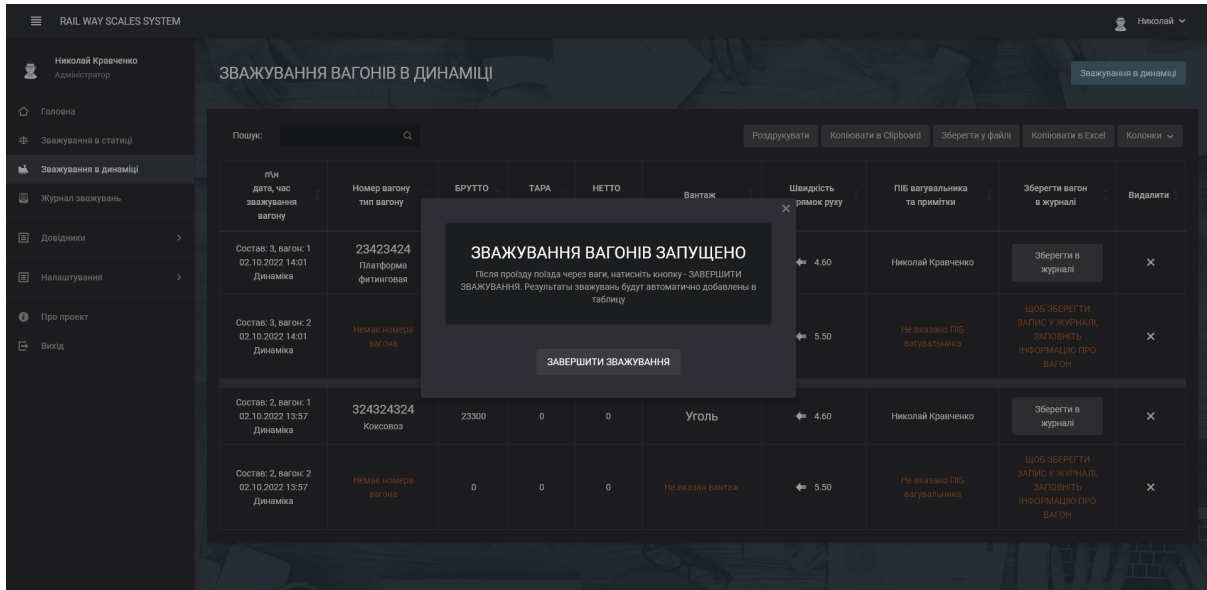 RAIL WAY SCALES SYSTEM
Николай
Николай Кравченко
Адміністратор
Головна
Зважування в статиці
Зважування в динаміці
Журнал зважувань
Довідники
Налаштування
Про проект
Вихід
ЗВАЖУВАННЯ ВАГОНІВ В ДИНАМІЦІ
Зважування в динаміці
Пошук:
Роздрукувати Копіювати в Clipboard Зберегти у файлі Копіювати в Excel Колонки
п\н
дата, час
зважування
вагону
Номер вагону
тип вагону
БРУТТО
ТАРА
НЕТТО
Вантаж
Швидкість
рямок руху
ПІБ вагувальника
та примітки
Зберегти вагон
в журналі
Видалити
Состав: 3, вагон: 1
02.10.2022 14:01
Динаміка
23423424
Платформа
фитинговая
4.60
Николай Кравченко
Зберегти в
журналі
Состав: 3, вагон: 2
02.10.2022 14:01
Динаміка
Немає номера
вагона
5.50
Не вказано ПІБ
вагувальника
ЩОБ ЗБЕРЕГТИ
ЗАПИС У ЖУРНАЛІ,
ЗАПОВНІТЬ
ІНФОРМАЦІЮ ПРО
ВАГОН
ЗВАЖУВАННЯ ВАГОНІВ ЗАПУЩЕНО
Після проїзду поїзда через ваги, натисніть кнопку - ЗАВЕРШИТИ
ЗВАЖУВАННЯ. Результаты зважувань будут автоматично добавлены в
таблицу
ЗАВЕРШИТИ ЗВАЖУВАННЯ
Состав: 2, вагон: 1
02.10.2022 13:57
Динаміка
324324324
Коксовоз
23300
0
0
Уголь
4.60
Николай Кравченко
Зберегти в
журналі
Состав: 2, вагон: 2
02.10.2022 13:57
Динаміка
Немає номера
вагона
0
0
0
Не вказан вантаж
5.50
Не вказано ПІБ
вагувальника
ЩОБ ЗБЕРЕГТИ
ЗАПИС У ЖУРНАЛІ,
ЗАПОВНІТЬ
ІНФОРМАЦІЮ ПРО
ВАГОН